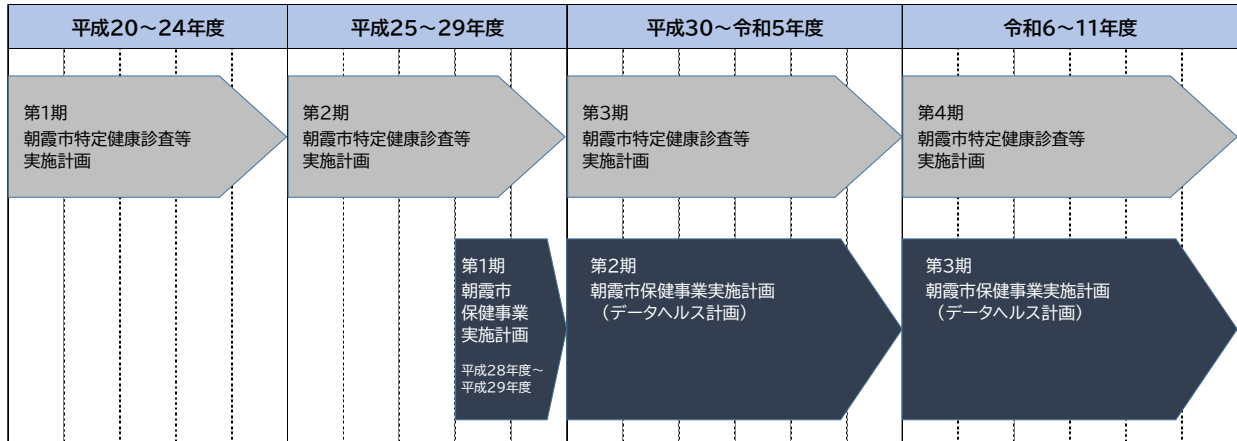 平成20～24年度
平成25～29年度
平成30～令和5年度
令和6～11年度
第1期
朝霞市特定健康診査等
実施計画
第2期
朝霞市特定健康診査等
実施計画
第3期
朝霞市特定健康診査等
実施計画
第4期
朝霞市特定健康診査等
実施計画
第1期
朝霞市
保健事業
実施計画
平成28年度～
平成29年度
第2期
朝霞市保健事業実施計画
（データヘルス計画）
第3期
朝霞市保健事業実施計画
（データヘルス計画）